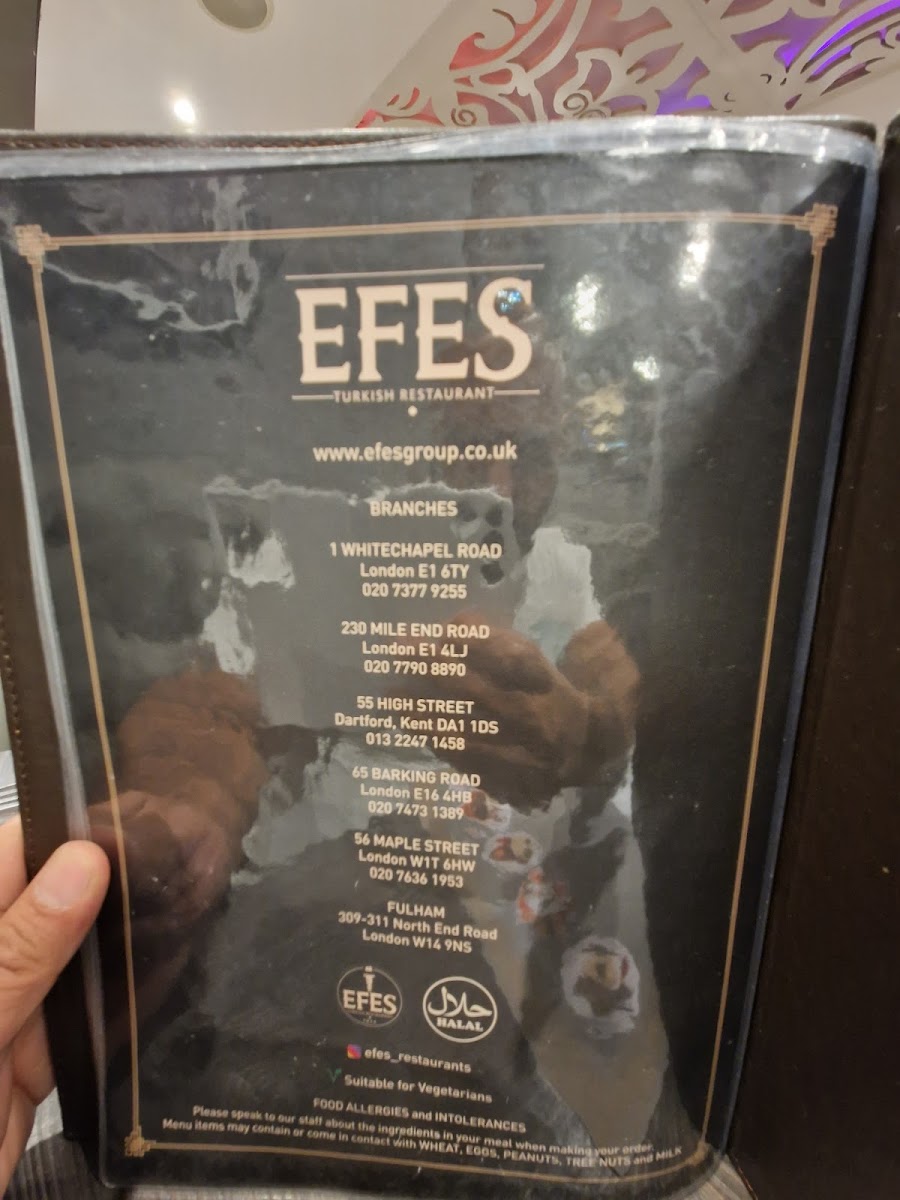 EFES
TURKISH RESTAURANT
www.efesgroup.co.uk
BRANCHES
1 WHITECHAPEL ROAD
London E1 6TY
020 7377 9255
230 MILE END ROAD
London E1 4LJ
020 7790 8890
55 HIGH STREET
Dartford, Kent DA1 1DS
013 2247 1458
65 BARKING ROAD
London E16 4HB
020 7473 1389
56 MAPLE STREET
London W1T 6HW
020 7636 1953
FULHAM
309-311 North End Road
London W14 9NS
EFES
حلال
HALAL
efes_restaurants
Suitable for Vegetarians
FOOD ALLERGIES and INTOLERANCES
Please speak to our staff about the ingredients in your meal when making your order.
Menu items may contain or come in contact with WHEAT, EGGS, PEANUTS, TREE NUTS and MILK